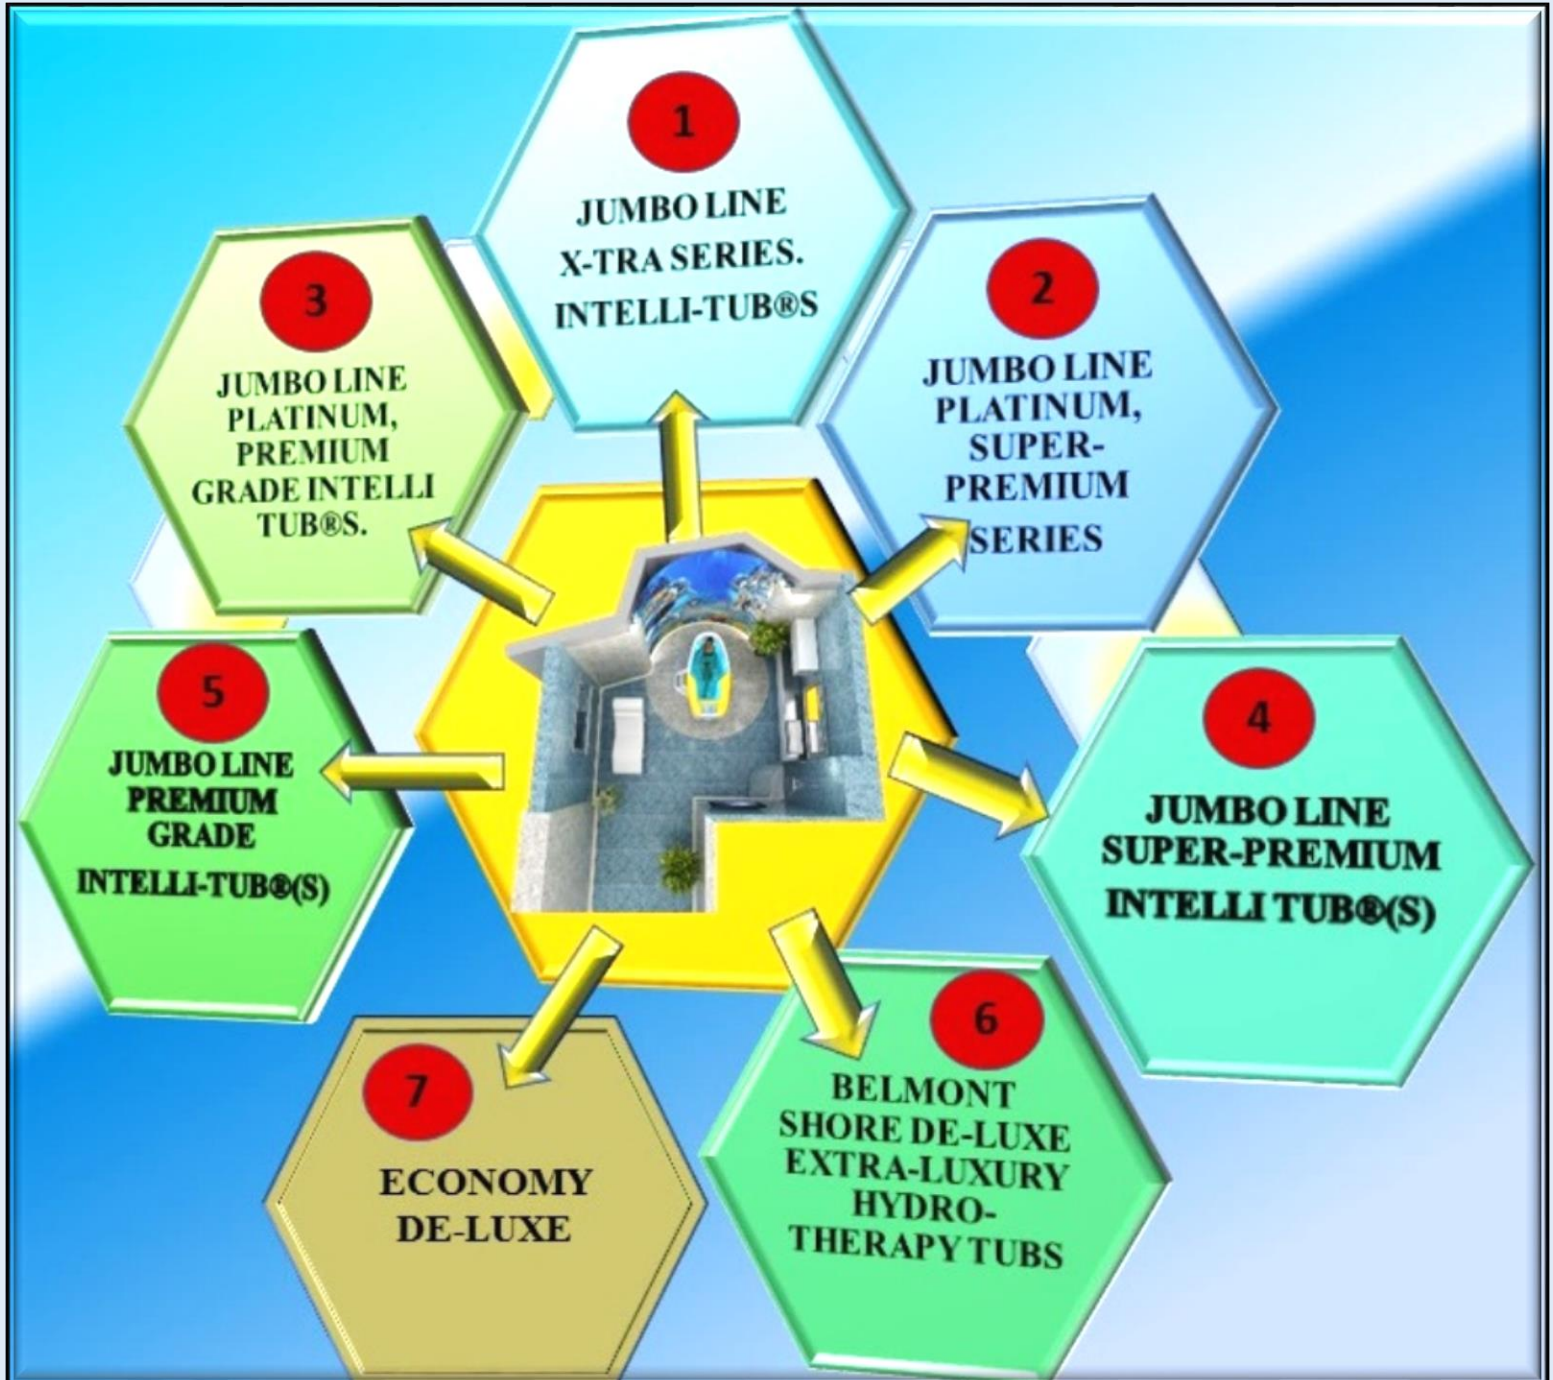 1
JUMBO LINE
X-TRA SERIES.
INTELLI-TUB®S
2
JUMBO LINE
PLATINUM,
SUPER-
PREMIUM
SERIES
3
JUMBO LINE
PLATINUM,
PREMIUM
GRADE INTELLI
TUB®S.
4
JUMBO LINE
SUPER-PREMIUM
INTELLI TUB®(S)
5
JUMBO LINE
PREMIUM
GRADE
INTELLI-TUB®(S)
6
BELMONT
SHORE DE-LUXE
EXTRA-LUXURY
HYDRO-
THERAPY TUBS
7
ECONOMY
DE-LUXE